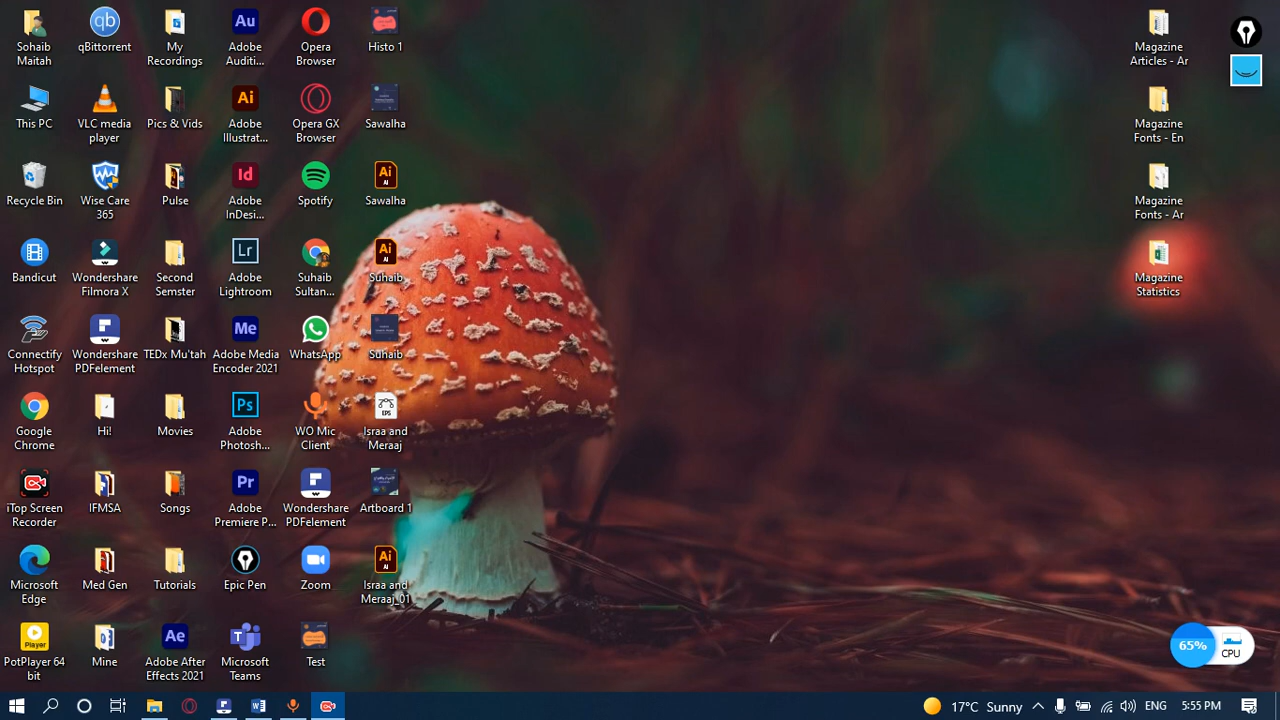 Sohaib
Maitah
qBittorrent
My
Recordings
Adobe
Auditi...
Opera
Browser
Histo 1
This PC
VLC media
player
Pics & Vids
Adobe
Illustrat...
Opera GX
Browser
Sawalha
Recycle Bin
Wise Care
365
Pulse
Adobe
InDesi...
Spotify
Sawalha
Bandicut
Wondershare
Filmora X
Second
Semster
Adobe
Lightroom
Suhaib
Sultan...
Suhaib
Connectify
Hotspot
Wondershare
PDFelement
TEDx Mu'tah
Adobe Media
Encoder 2021
WhatsApp
Suhaib
Google
Chrome
Hi!
Movies
Adobe
Photosh...
WO Mic
Client
Israa and
Meraaj
iTop Screen
Recorder
IFMSA
Songs
Adobe
Premiere P...
Wondershare
PDFelement
Artboard 1
Microsoft
Edge
Med Gen
Tutorials
Epic Pen
Zoom
Israa and
Meraaj_01
PotPlayer 64
bit
Mine
Adobe After
Effects 2021
Microsoft
Teams
Test
Magazine
Articles - Ar
Magazine
Fonts - En
Magazine
Fonts - Ar
Magazine
Statistics
65%
CPU
17°C Sunny
ENG
5:55 PM